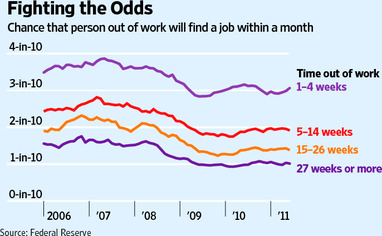 Fighting the Odds
Chance that person out of work will find a job within a month
4-in-10
3-in-10
2-in-10
1-in-10
0-in-10
Time out of work
1–4 weeks
5–14 weeks
15–26 weeks
27 weeks or more
2006 '07 '08 '09 '10 '11
Source: Federal Reserve